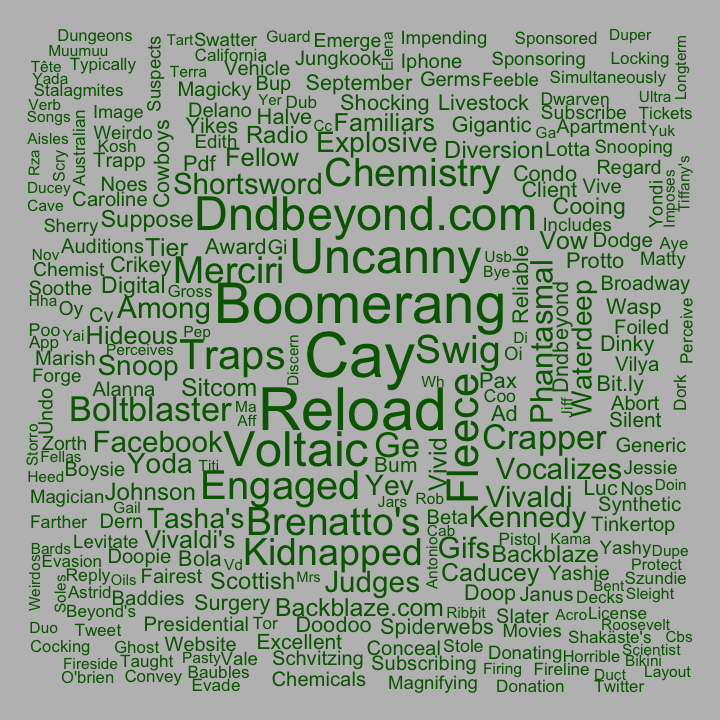 Dungeons
Muumuu
Tête
Typically
Yada
Stalagmites
Verb
Songs
Image
Aisles
Weirdo
Kosh
Rza
Scry
Australian
Trapp
Ducey
Noes
Cave
Caroline
Sherry
Suppose
Suspects
Cowboys
Tart
Swatter
Guard
Emerge
Elena
Impending
Sponsored
Duper
California
Terra
Vehicle
Jungkook
Iphone
Sponsoring
Locking
Longterm
Magicky
Bup
September
Germs
Feeble
Simultaneously
Delano
Yer
Dub
Shocking
Livestock
Dwarven
Ultra
Yikes
Halve
Cc
Familiars
Gigantic
Subscribe
Tickets
Edith
Radio
Explosive
Ga
Apartment
Yuk
Pdf
Fellow
Diversion
Lotta
Snooping
Shortsword
Chemistry
Condo
Regard
Client
Vive
Yondi
Imposes
Tiffany's
Dndbeyond.com
Cooing
Includes
Auditions
Tier
Award
Gi
Uncanny
Vow
Dodge
Aye
Nov
Chemist
Crikey
Merciri
Usb
Bye
Reliable
Protto
Matty
Soothe
Digital
Gross
Phantasmal
Dndbeyond
Waterdeep
Broadway
Hha
Oy
Cv
Among
Boomerang
Wasp
Poo
Yai
Hideous
Pep
Foiled
Perceive
App
Perceives
Discern
Cay
Swig
Di
Oi
Dinky
Marish
Snoop
Traps
Vilya
Forge
Alanna
Sitcom
Wh
Pax
Coo
Bit.ly
Dork
Undo
Boltblaster
Ma
Aff
Reload
Fleece
Ad
Jiff
Abort
Silent
Storro
Zorth
Facebook
Voltaic
Ge
Vivid
Crapper
Generic
Fellas
Heed
Boysie
Yoda
Titi
Bum
Vocalizes
Jessie
Magician
Johnson
Engaged
Yev
Vivaldi
Luc
Nos
Doin
Gail
Jars
Rob
Synthetic
Farther
Dern
Tasha's
Brenatto's
Beta
Kennedy
Tinkertop
Bards
Levitate
Vivaldi's
Antonio
Cab
Pistol
Kama
Evasion
Doopie
Bola
Vd
Kidnapped
Gifs
Backblaze
Yashy
Dupe
Weirdos
Soles
Reply
Oils
Fairest
Scottish
Mrs
Judges
Caducey
Yashie
Protect
Szundie
Astrid
Baddies
Surgery
Backblaze.com
Doop
Janus
Bent
Decks
Sleight
Beyond's
Ribbit
Slater
Acro
License
Duo
Tweet
Presidential
Tor
Doodoo
Spiderwebs
Movies
Roosevelt
Shakäste's
Cbs
Cocking
Ghost
Website
Excellent
Conceal
Stole
Donating
Horrible
Scientist
Fireside
Taught
Pasty
Vale
Schvitzing
Subscribing
Firing
Fireline
Bikini
O'brien
Convey
Baubles
Evade
Chemicals
Magnifying
Donation
Duct
Layout
Twitter